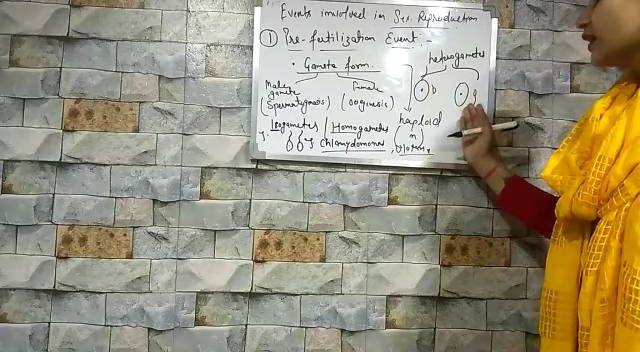 Events involved in Sex. Reproduction
① Pre-fertilization Event :-
heterogametes
• Gamete form.
Male gamete
Female
(Spermatogenesis)
(oogenesis)
haploid
(n)
Isogametes / Homogametes
Chlamydomonas